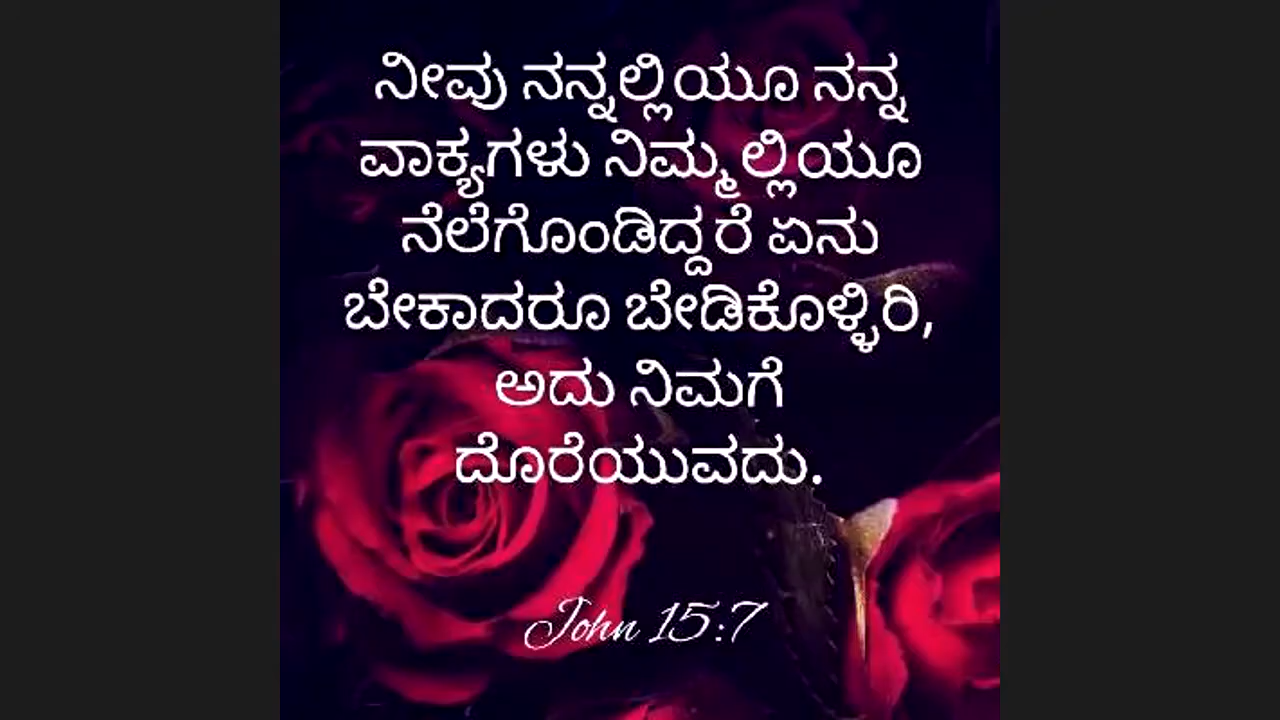 ನೀವು ನನ್ನಲ್ಲಿಯೂ ನನ್ನ
ವಾಕ್ಯಗಳು ನಿಮ್ಮಲ್ಲಿಯೂ
ನೆಲೆಗೊಂಡಿದ್ದರೆ ಏನು
ಬೇಕಾದರೂ ಬೇಡಿಕೊಳ್ಳಿರಿ,
ಅದು ನಿಮಗೆ
ದೊರೆಯುವದು.
John 15:7